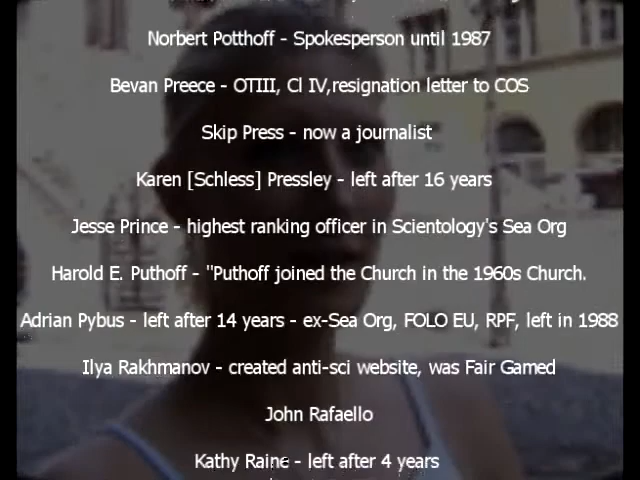 Norbert Potthoff - Spokesperson until 1987
Bevan Preece - OTIII, Cl IV,resignation letter to COS
Skip Press - now a journalist
Karen [Schless] Pressley - left after 16 years
Jesse Prince - highest ranking officer in Scientology's Sea Org
Harold E. Puthoff - "Puthoff joined the Church in the 1960s Church.
Adrian Pybus - left after 14 years - ex-Sea Org, FOLO EU, RPF, left in 1988
Ilya Rakhmanov - created anti-sci website, was Fair Gamed
John Rafaello
Kathy Raine - left after 4 years